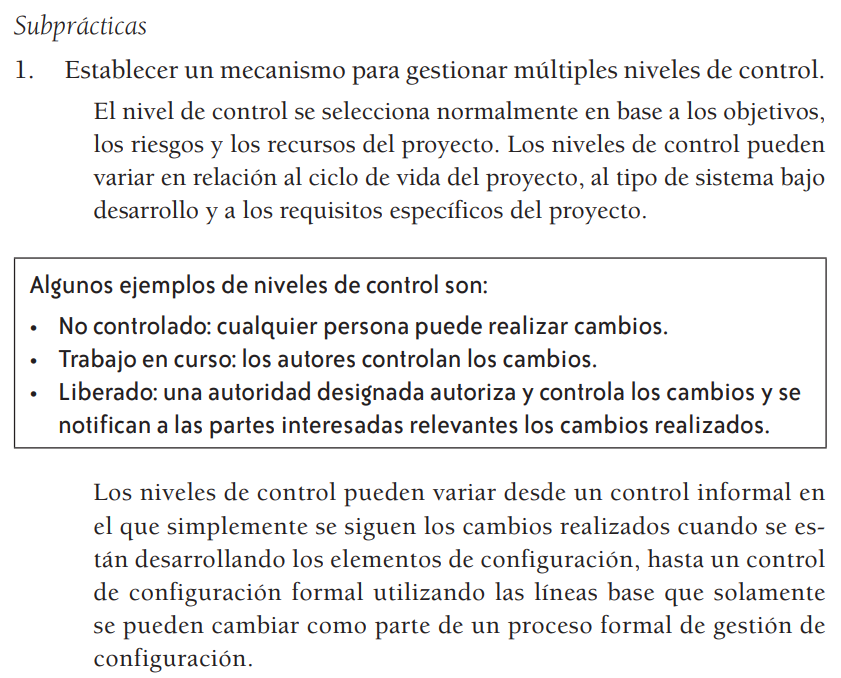 Subprácticas
1. Establecer un mecanismo para gestionar múltiples niveles de control.
El nivel de control se selecciona normalmente en base a los objetivos,
los riesgos y los recursos del proyecto. Los niveles de control pueden
variar en relación al ciclo de vida del proyecto, al tipo de sistema bajo
desarrollo y a los requisitos específicos del proyecto.
Algunos ejemplos de niveles de control son:
• No controlado: cualquier persona puede realizar cambios.
• Trabajo en curso: los autores controlan los cambios.
• Liberado: una autoridad designada autoriza y controla los cambios y se
notifican a las partes interesadas relevantes los cambios realizados.
Los niveles de control pueden variar desde un control informal en
el que simplemente se siguen los cambios realizados cuando se es-
tán desarrollando los elementos de configuración, hasta un control
de configuración formal utilizando las líneas base que solamente
se pueden cambiar como parte de un proceso formal de gestión de
configuración.